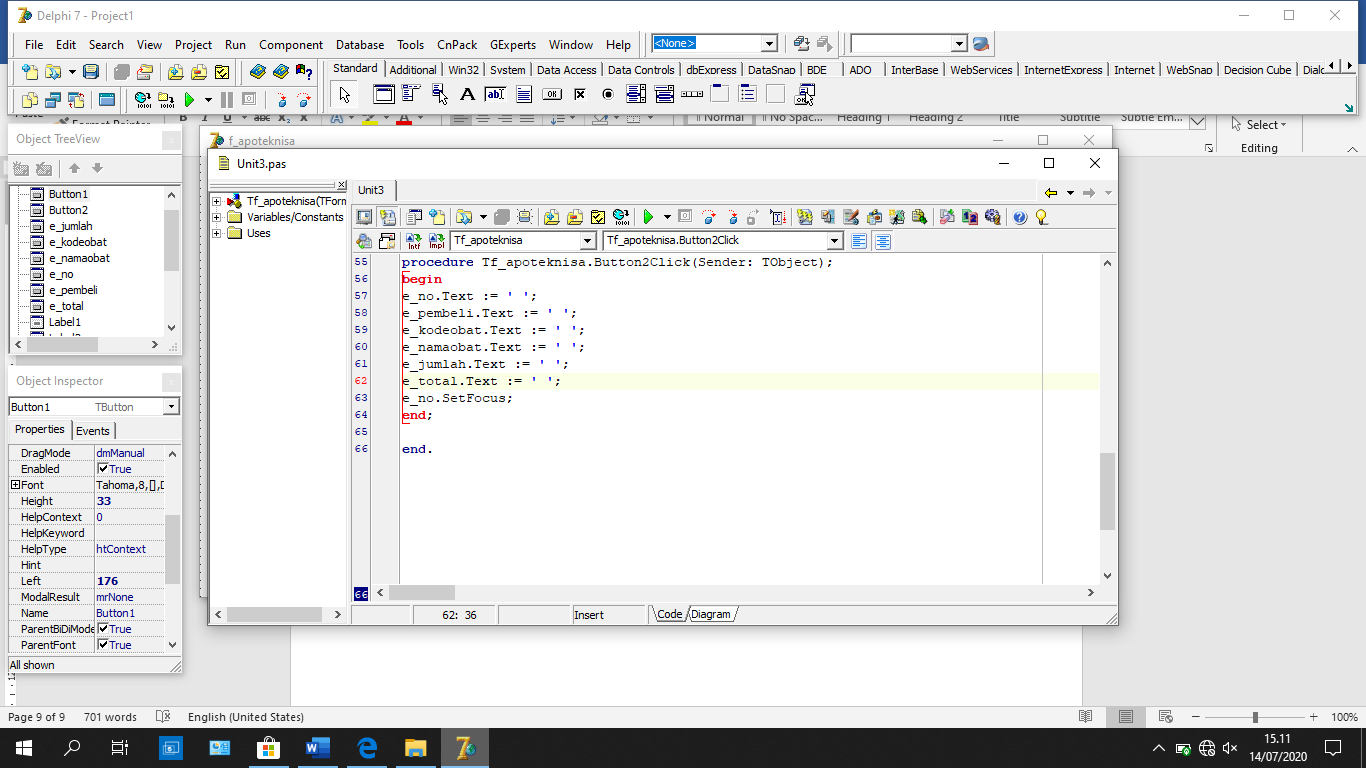 Delphi 7 - Project1
File Edit Search View Project Run Component Database Tools CnPack GExperts Window Help <None>
Standard Additional Win32 System Data Access Data Controls dbExpress DataSnap BDE ADO InterBase WebServices InternetExpress Internet WebSnap Decision Cube Dialo
Format Painter
Normal No Spac... Heading 1 Heading 2 Title Subtitle Subtle Em...
Select
Editing
Object TreeView
Button1
Button2
e_jumlah
e_kodeobat
e_namaobat
e_no
e_pembeli
e_total
Label1
Object Inspector
Button1 TButton
Properties Events
DragMode dmManual
Enabled True
Font Tahoma,8,[],
Height 33
HelpContext 0
HelpKeyword
HelpType htContext
Hint
Left 176
ModalResult mrNone
Name Button1
ParentBiDiMode True
ParentFont True
All shown
f_apoteknisa
Unit3.pas
Tf_apoteknisa(TForm
Variables/Constants
Uses
Unit3
Intf Impl Tf_apoteknisa Tf_apoteknisa.Button2Click
55 procedure Tf_apoteknisa.Button2Click(Sender: TObject);
56 begin
57 e_no.Text := ' ';
58 e_pembeli.Text := ' ';
59 e_kodeobat.Text := ' ';
60 e_namaobat.Text := ' ';
61 e_jumlah.Text := ' ';
62 e_total.Text := ' ';
63 e_no.SetFocus;
64 end;
65
66 end.
66
62: 36 Insert Code Diagram
Page 9 of 9 701 words English (United States) 100%
15.11
14/07/2020